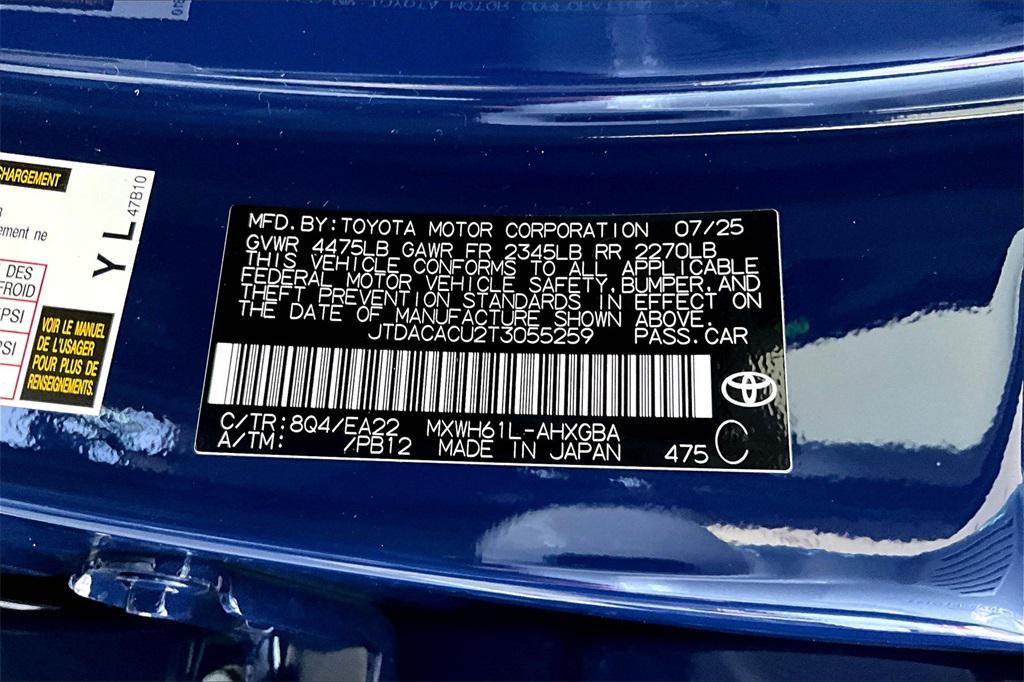 CHARGEMENT
ement ne
DES
FROID
PSI
PSI
VOIR LE MANUEL
DE L'USAGER
POUR PLUS DE
RENSEIGNEMENTS.
YL
47B10
MFD. BY: TOYOTA MOTOR CORPORATION 07/25
GVWR 4475LB GAWR FR 2345LB RR 2270LB
THIS VEHICLE CONFORMS TO ALL APPLICABLE
FEDERAL MOTOR VEHICLE SAFETY, BUMPER, AND
THEFT PREVENTION STANDARDS IN EFFECT ON
THE DATE OF MANUFACTURE SHOWN ABOVE.
JTDACACU2T3055259 PASS. CAR
C/TR: 8Q4/EA22 MXWH61L-AHXGBA
A/TM: /PB12 MADE IN JAPAN 475